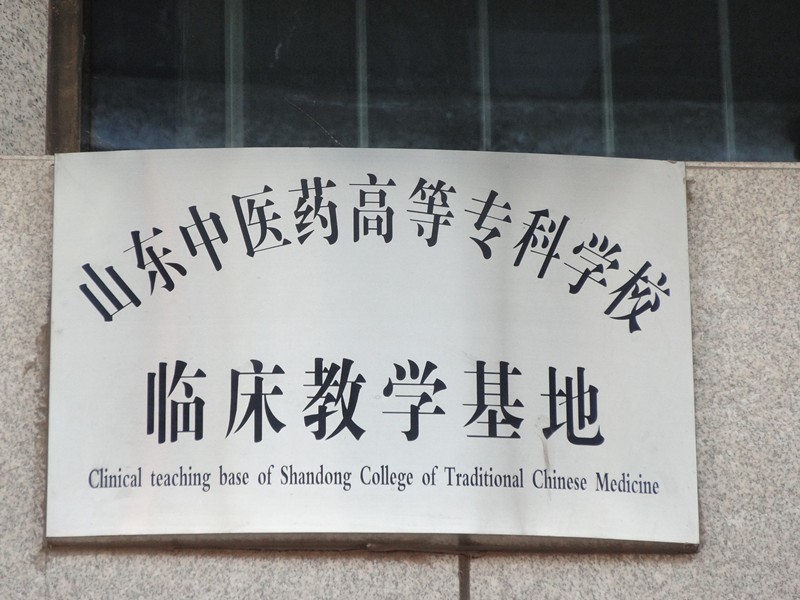 山东中医药高等专科学校
临床教学基地
Clinical teaching base of Shandong College of Traditional Chinese Medicine